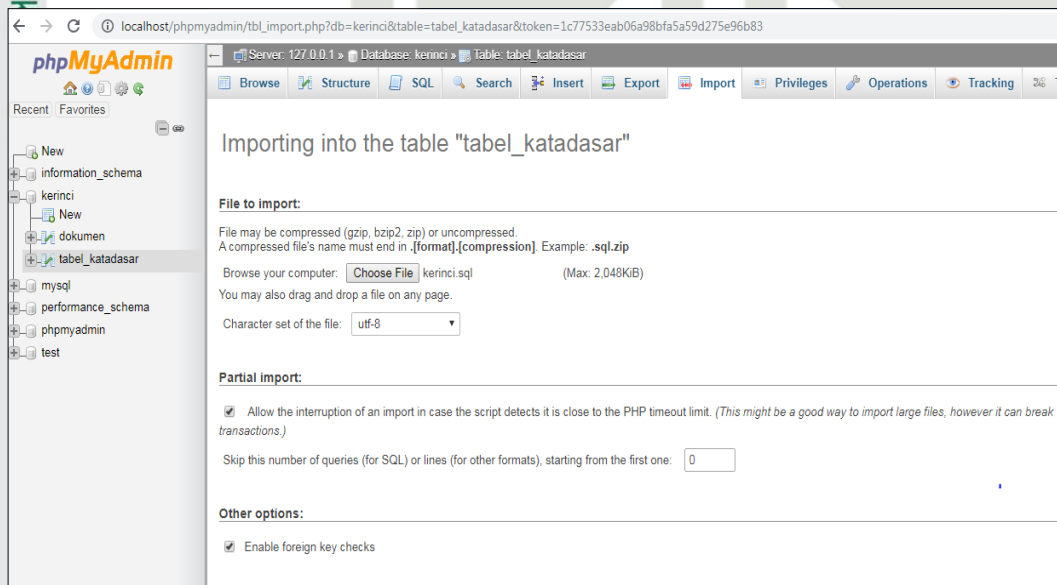 localhost/phpmyadmin/tbl_import.php?db=kerinci&table=tabel_katadasar&token=1c77533eab06a98bfa5a59d275e96b83
phpMyAdmin
Recent Favorites
New
information_schema
kerinci
New
dokumen
tabel_katadasar
mysql
performance_schema
phpmyadmin
test
Server: 127.0.0.1 » Database: kerinci » Table: tabel_katadasar
Browse Structure SQL Search Insert Export Import Privileges Operations Tracking
Importing into the table "tabel_katadasar"
File to import:
File may be compressed (gzip, bzip2, zip) or uncompressed.
A compressed file's name must end in .[format].[compression]. Example: .sql.zip
Browse your computer: Choose File kerinci.sql (Max: 2,048KiB)
You may also drag and drop a file on any page.
Character set of the file: utf-8
Partial import:
Allow the interruption of an import in case the script detects it is close to the PHP timeout limit. (This might be a good way to import large files, however it can break
transactions.)
Skip this number of queries (for SQL) or lines (for other formats), starting from the first one: 0
Other options:
Enable foreign key checks